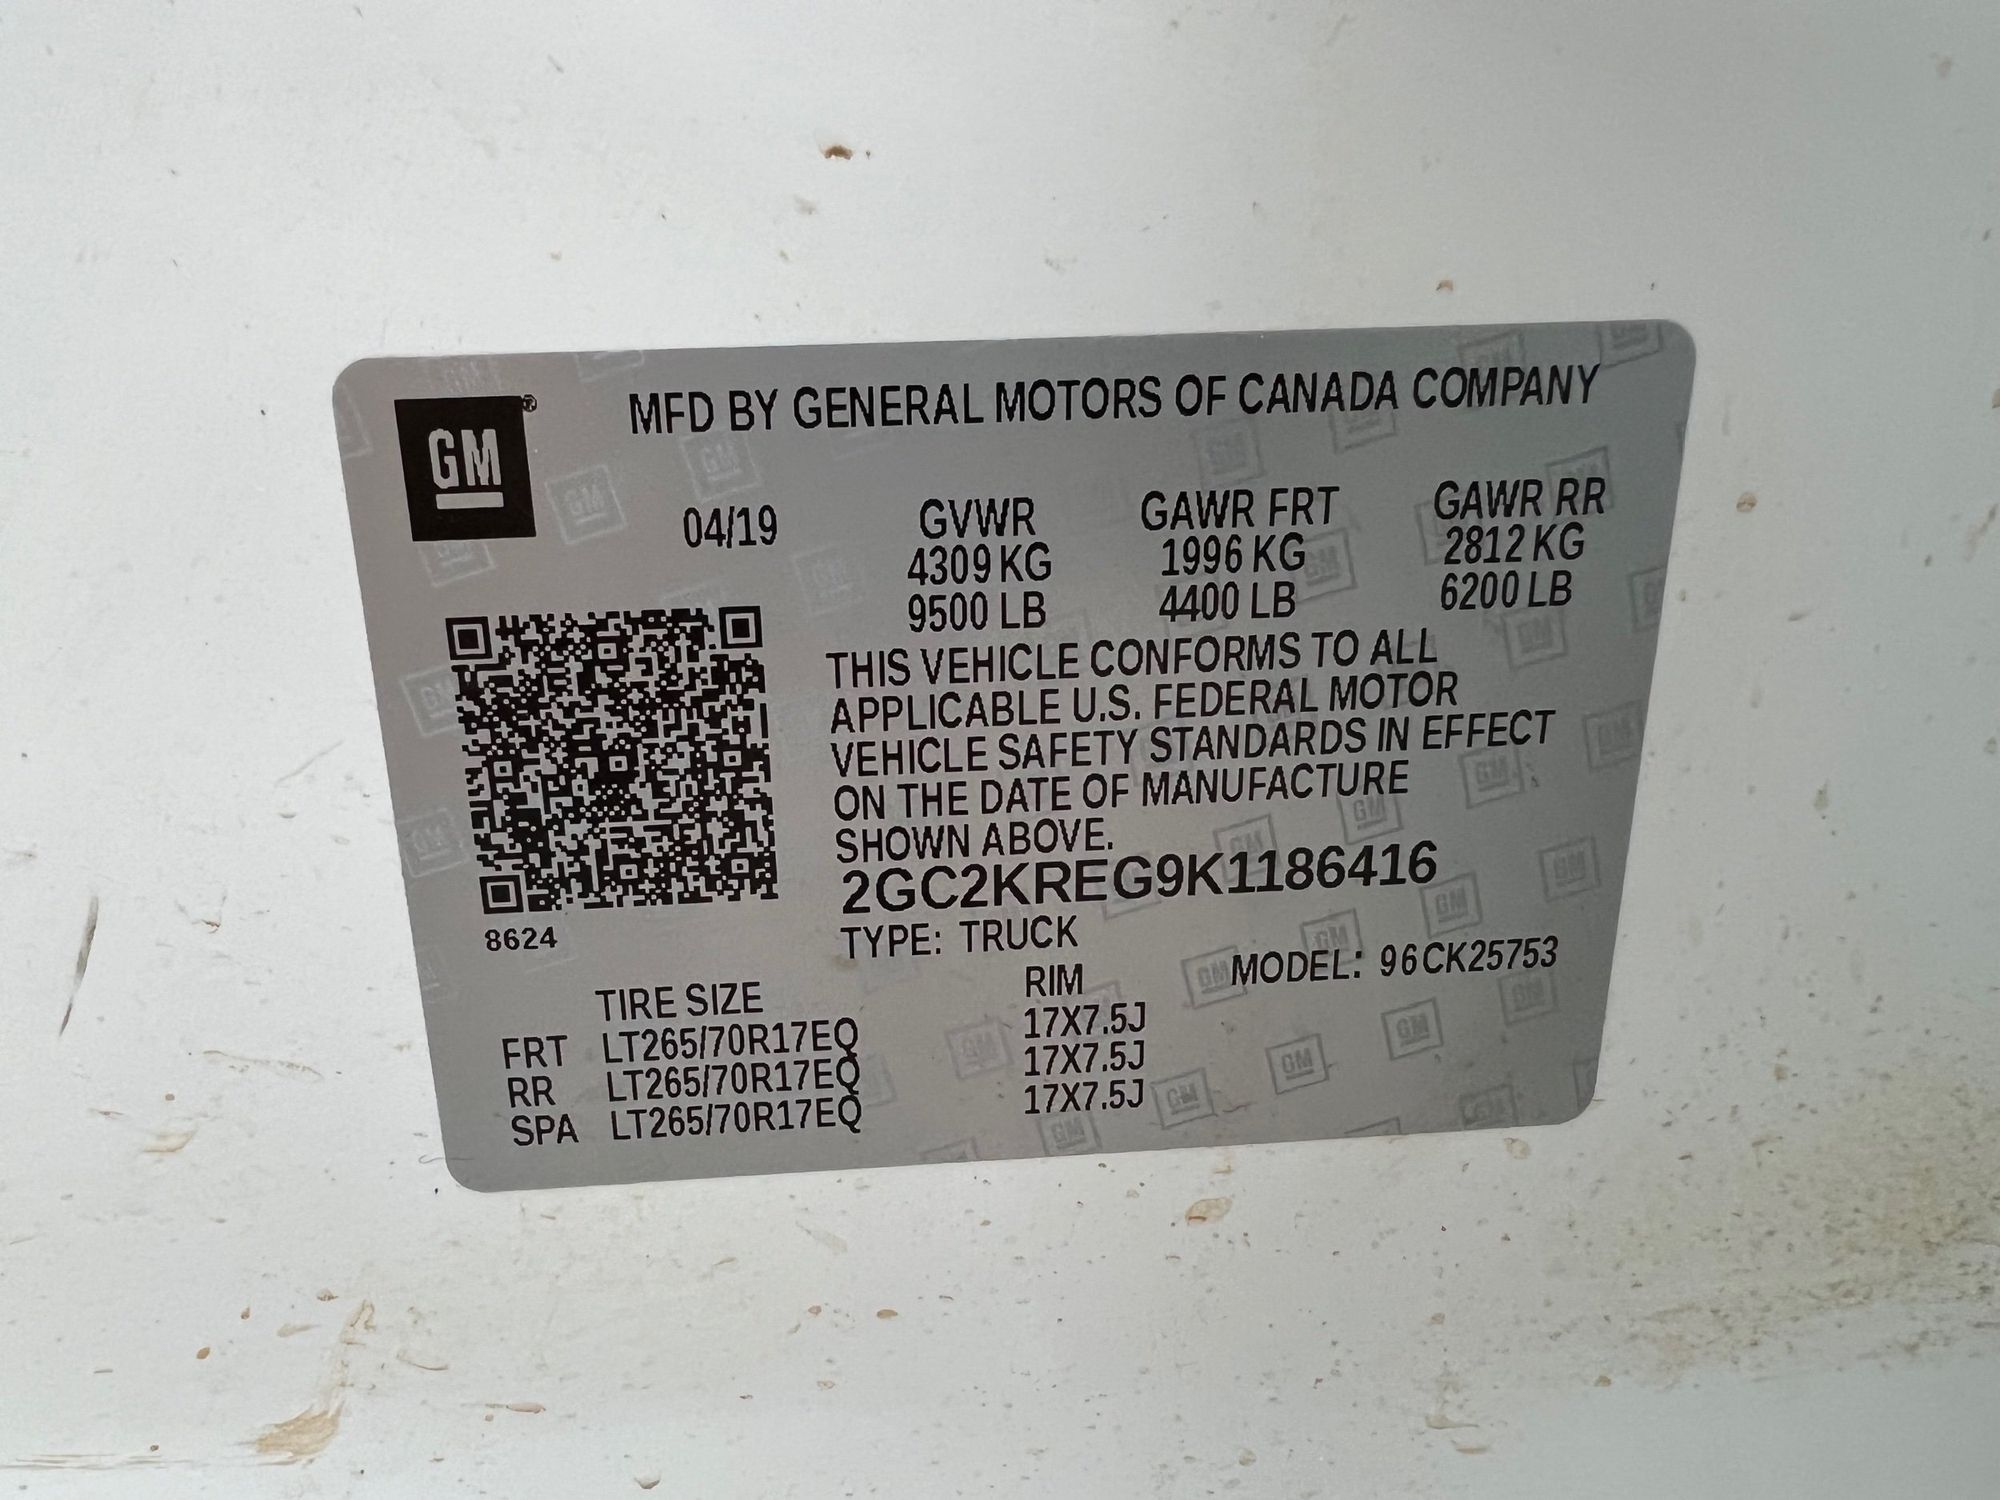 GM®
MFD BY GENERAL MOTORS OF CANADA COMPANY
04/19 GVWR GAWR FRT GAWR RR
4309 KG 1996 KG 2812 KG
9500 LB 4400 LB 6200 LB
THIS VEHICLE CONFORMS TO ALL
APPLICABLE U.S. FEDERAL MOTOR
VEHICLE SAFETY STANDARDS IN EFFECT
ON THE DATE OF MANUFACTURE
SHOWN ABOVE.
2GC2KREG9K1186416
8624
TYPE: TRUCK
MODEL: 96CK25753
TIRE SIZE RIM
FRT LT265/70R17EQ 17X7.5J
RR LT265/70R17EQ 17X7.5J
SPA LT265/70R17EQ 17X7.5J